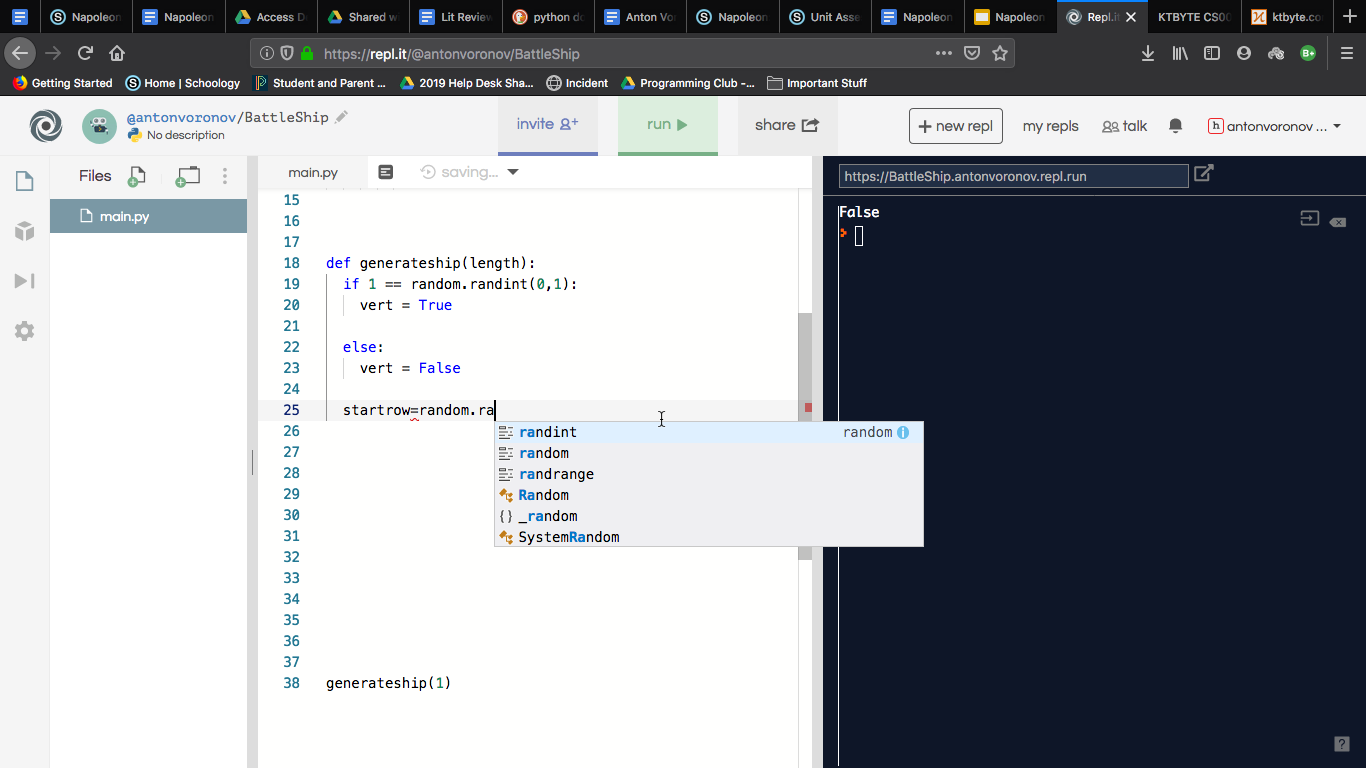 Napoleon
Napoleon
Access D
Shared w
Lit Review
python do
Anton Vo
Napoleon
Unit Asse
Napoleon
Napoleon
Repl.it
KTBYTE CS00
ktbyte.co
https://repl.it/@antonvoronov/BattleShip
Getting Started
Home | Schoology
Student and Parent ...
2019 Help Desk Sha...
Incident
Programming Club -...
Important Stuff
@antonvoronov/BattleShip
No description
invite
run
share
+ new repl
my repls
talk
h antonvoronov ...
Files
main.py
main.py
saving...
https://BattleShip.antonvoronov.repl.run
False
15
16
17
18 def generateship(length):
19 if 1 == random.randint(0,1):
20 vert = True
21
22 else:
23 vert = False
24
25 startrow=random.ra
26
27
28
29
30
31
32
33
34
35
36
37
38 generateship(1)
randint random
random
randrange
Random
_random
SystemRandom